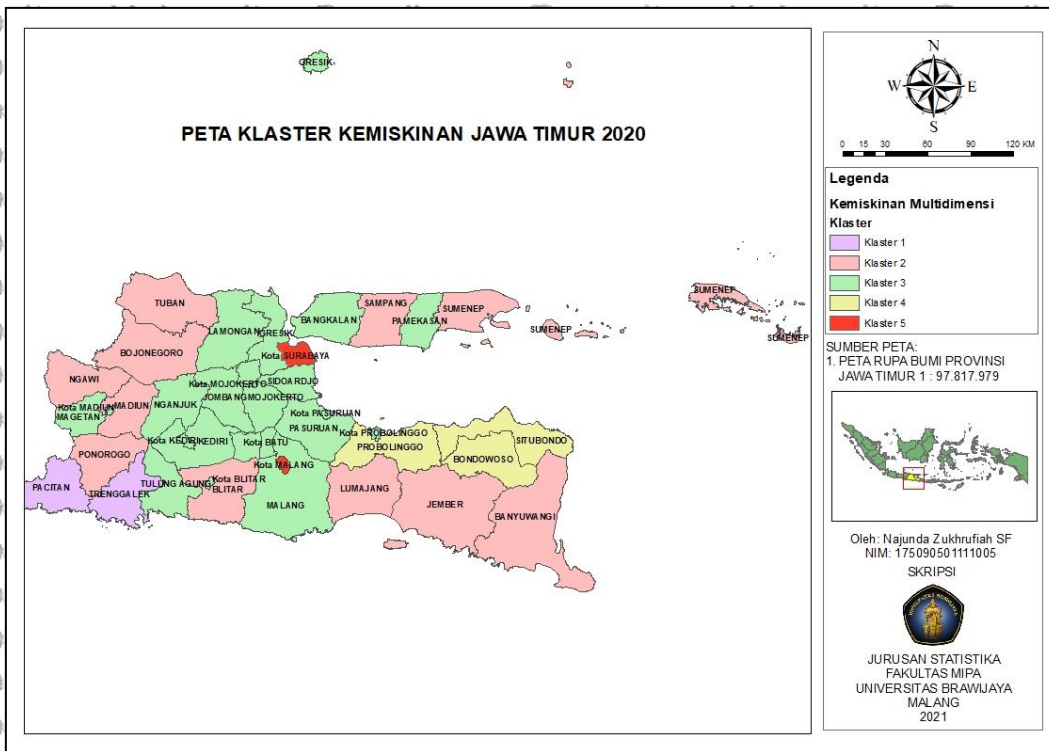 GRESIK
PETA KLASTER KEMISKINAN JAWA TIMUR 2020
TUBAN
LAMONGAN
GRESIK
BANGKALAN
SAMPANG
PAMEKASAN
SUMENEP
SUMENEP
SUMENEP
SUMENEP
BOJONEGORO
Kota SURABAYA
NGAWI
Kota MOJOKERTO
SIDOARDJO
Kota MADIUN
MADIUN
NGANJUK
JOMBANG
MOJOKERTO
MAGETAN
Kota PASURUAN
PASURUAN
Kota KEDIRI
KEDIRI
Kota BATU
Kota PROBOLINGGO
PROBOLINGGO
SITUBONDO
BONDOWOSO
PONOROGO
Kota MALANG
PACITAN
TRENGGALEK
TULUNG AGUNG
Kota BLITAR
BLITAR
MALANG
LUMAJANG
JEMBER
BANYUWANGI
N
W
E
S
0 15 30 60 90 120 KM
Legenda
Kemiskinan Multidimensi
Klaster
Klaster 1
Klaster 2
Klaster 3
Klaster 4
Klaster 5
SUMBER PETA:
1. PETA RUPA BUMI PROVINSI
JAWA TIMUR 1 : 97.817.979
Oleh: Najunda Zukhrufiah SF
NIM: 175090501111005
SKRIPSI
UNIVERSITAS BRAWIJAYA
JURUSAN STATISTIKA
FAKULTAS MIPA
UNIVERSITAS BRAWIJAYA
MALANG
2021